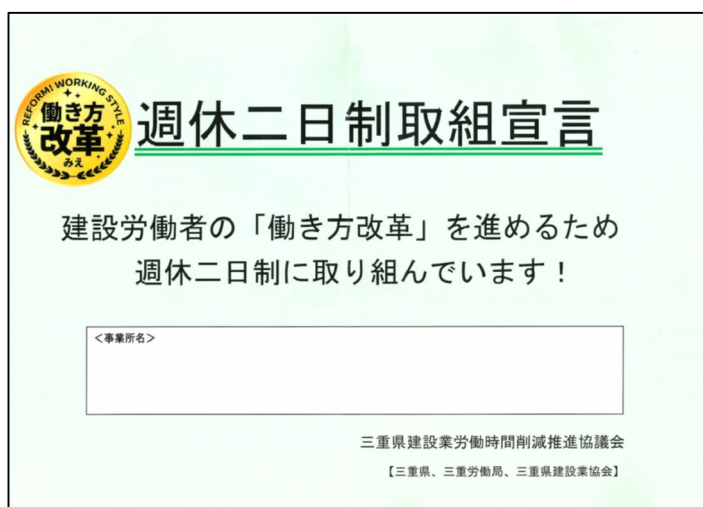 REFORM! WORKING STYLE
働き方
改革
みえ
週休二日制取組宣言
建設労働者の「働き方改革」を進めるため
週休二日制に取り組んでいます！
＜事業所名＞
三重県建設業労働時間削減推進協議会
【三重県、三重労働局、三重県建設業協会】